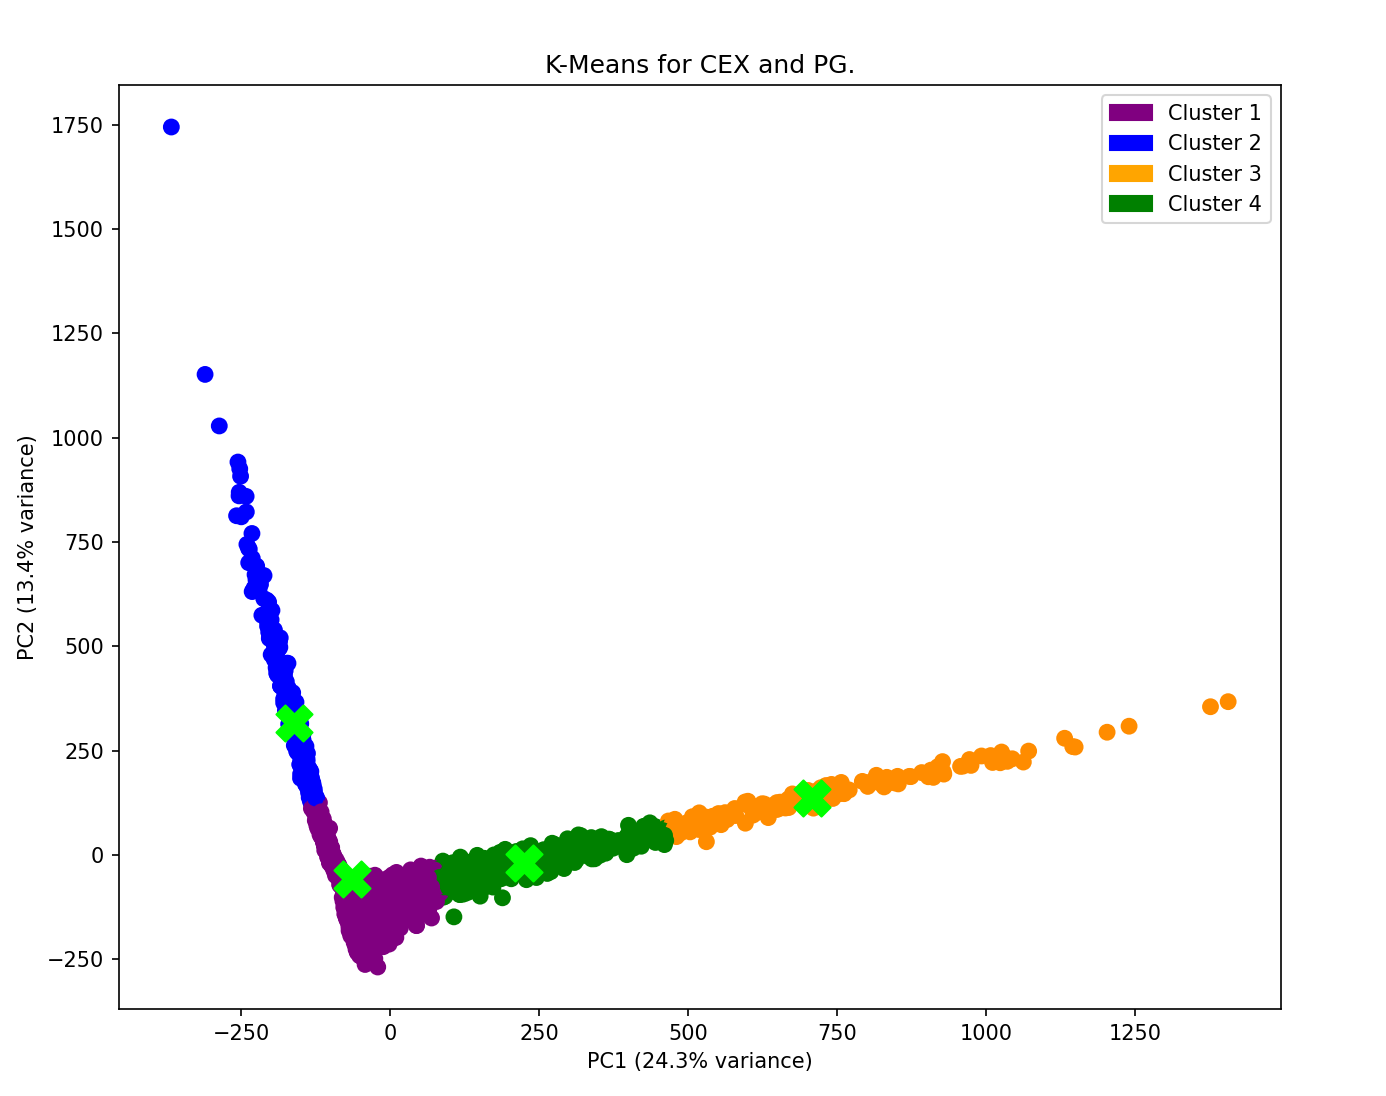 K-Means for CEX and PG.
Cluster 1
Cluster 2
Cluster 3
Cluster 4
1750
1500
1250
1000
750
500
250
0
−250
PC2 (13.4% variance)
−250
0
250
500
750
1000
1250
PC1 (24.3% variance)